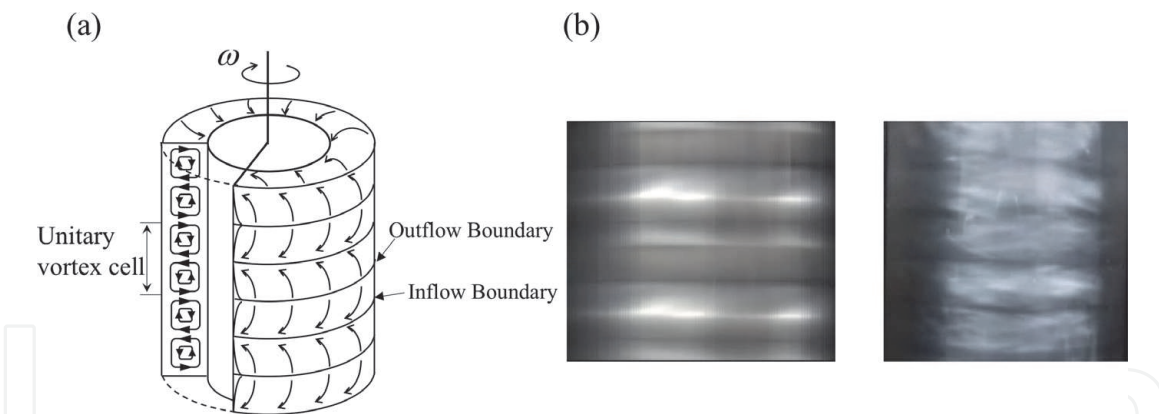 (a)
(b)
ω
Unitary
vortex cell
Outflow Boundary
Inflow Boundary